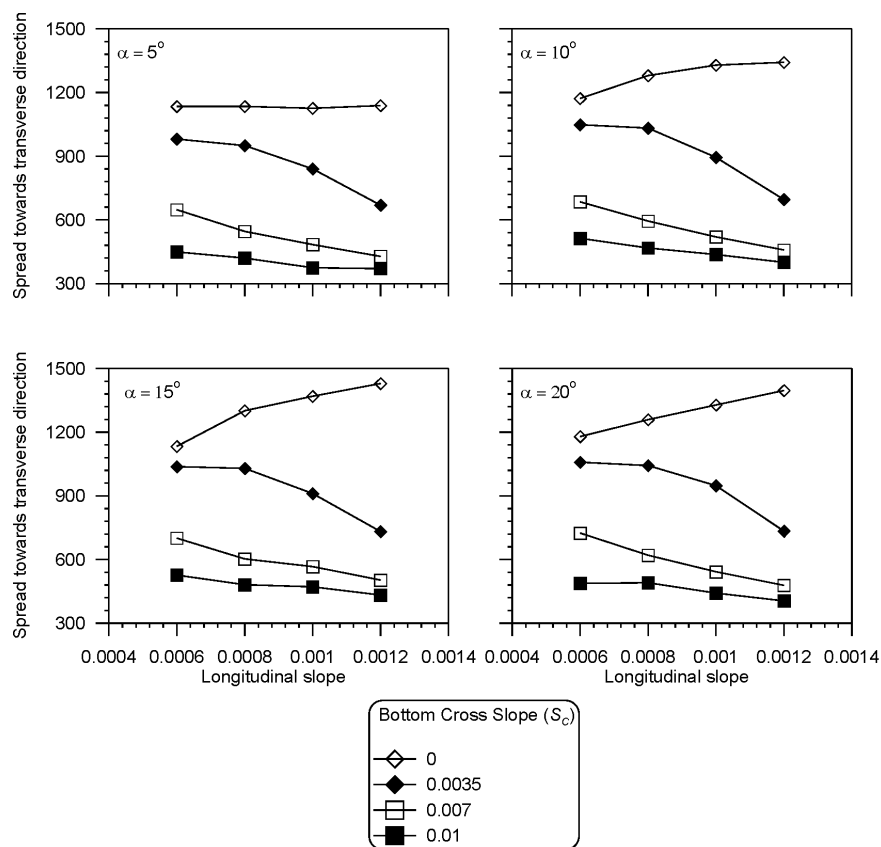 1500
1200
900
600
300
Spread towards transverse direction
α = 5°
α = 10°
1500
1200
900
600
300
Spread towards transverse direction
α = 15°
α = 20°
0.0004 0.0006 0.0008 0.001 0.0012 0.0014
0.0006 0.0008 0.001 0.0012 0.0014
Longitudinal slope
Longitudinal slope
Bottom Cross Slope (Sc)
0
0.0035
0.007
0.01